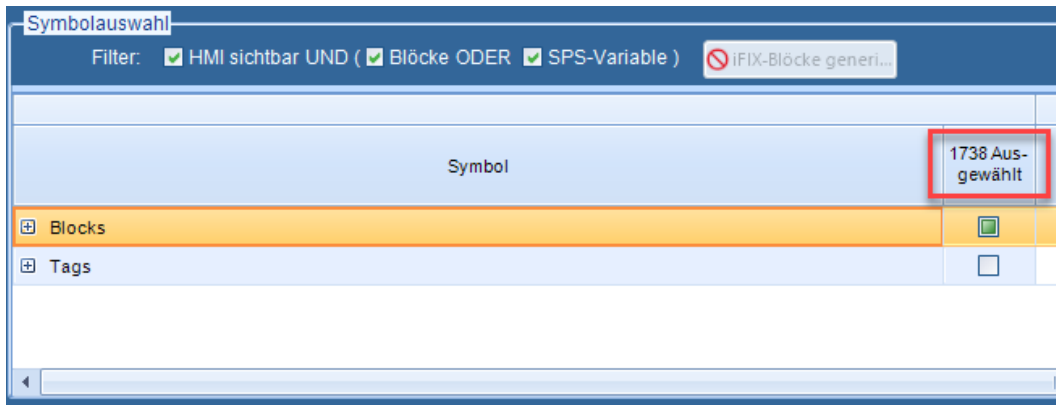 Symbolauswahl
Filter: HMI sichtbar UND ( Blöcke ODER SPS-Variable ) iFIX-Blöcke generi...
Symbol
1738 Aus-
gewählt
Blocks
Tags